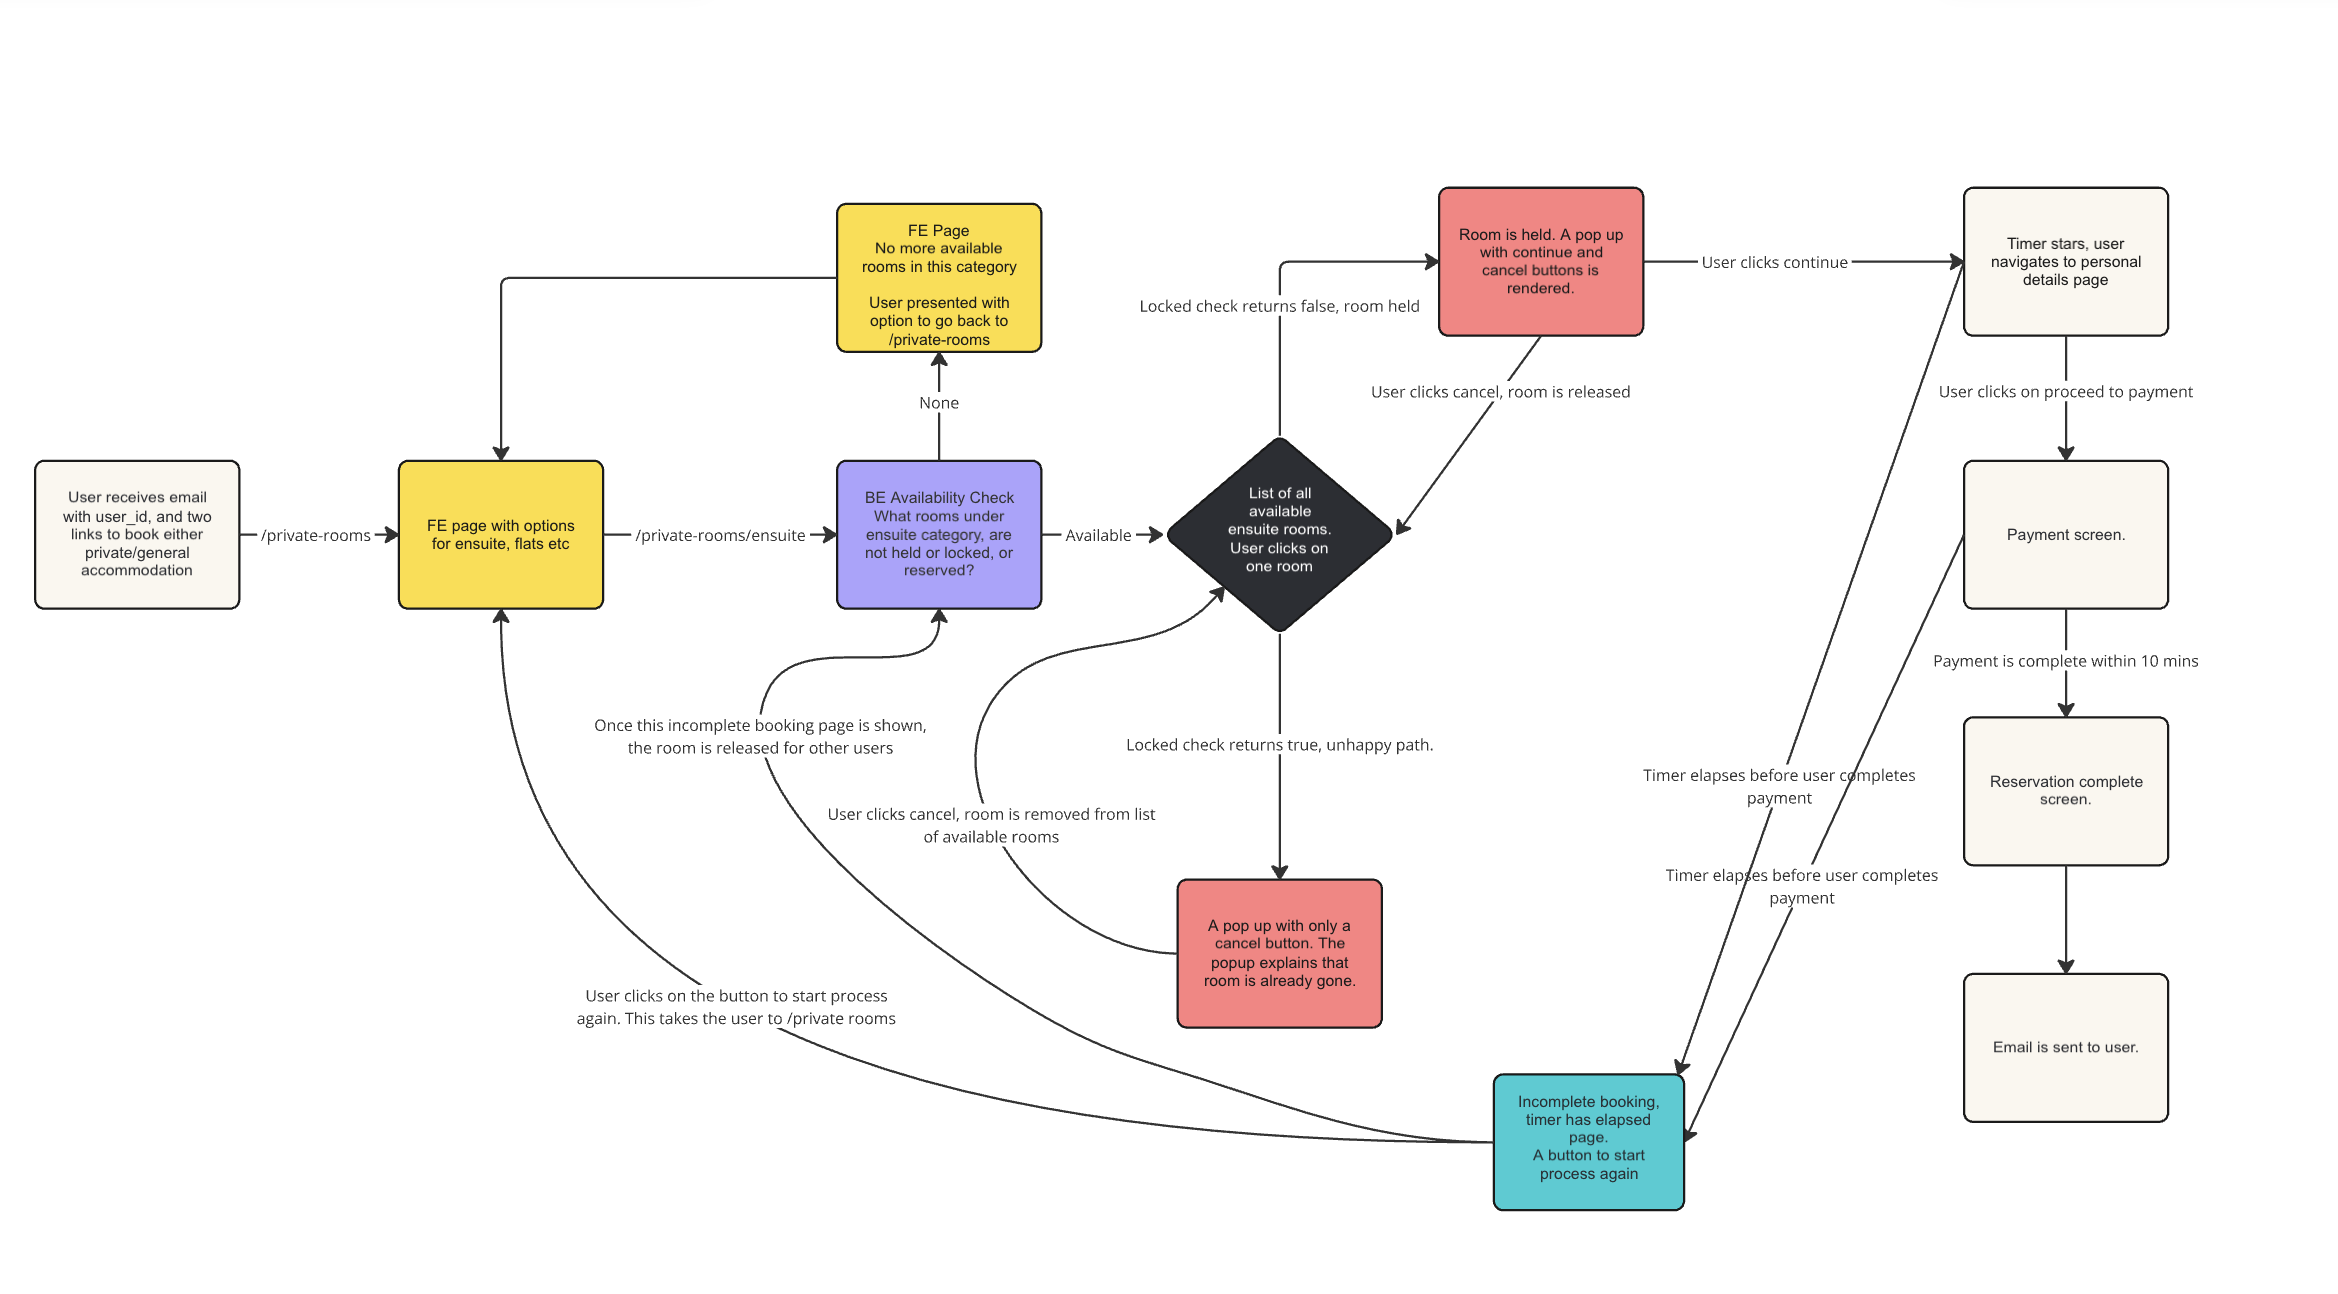 User receives email
with user_id, and two
links to book either
private/general
accommodation
/private-rooms
FE page with options
for ensuite, flats etc
/private-rooms/ensuite
FE Page
No more available
rooms in this category
User presented with
option to go back to
/private-rooms
None
BE Availability Check
What rooms under
ensuite category, are
not held or locked, or
reserved?
Available
List of all
available
ensuite rooms.
User clicks on
one room
Locked check returns false, room held
Room is held. A pop up
with continue and
cancel buttons is
rendered.
User clicks cancel, room is released
User clicks continue
Timer stars, user
navigates to personal
details page
User clicks on proceed to payment
Payment screen.
Payment is complete within 10 mins
Reservation complete
screen.
Email is sent to user.
Locked check returns true, unhappy path.
A pop up with only a
cancel button. The
popup explains that
room is already gone.
User clicks cancel, room is removed from list
of available rooms
Timer elapses before user completes
payment
Timer elapses before user completes
payment
Incomplete booking,
timer has elapsed
page.
A button to start
process again
Once this incomplete booking page is shown,
the room is released for other users
User clicks on the button to start process
again. This takes the user to /private rooms